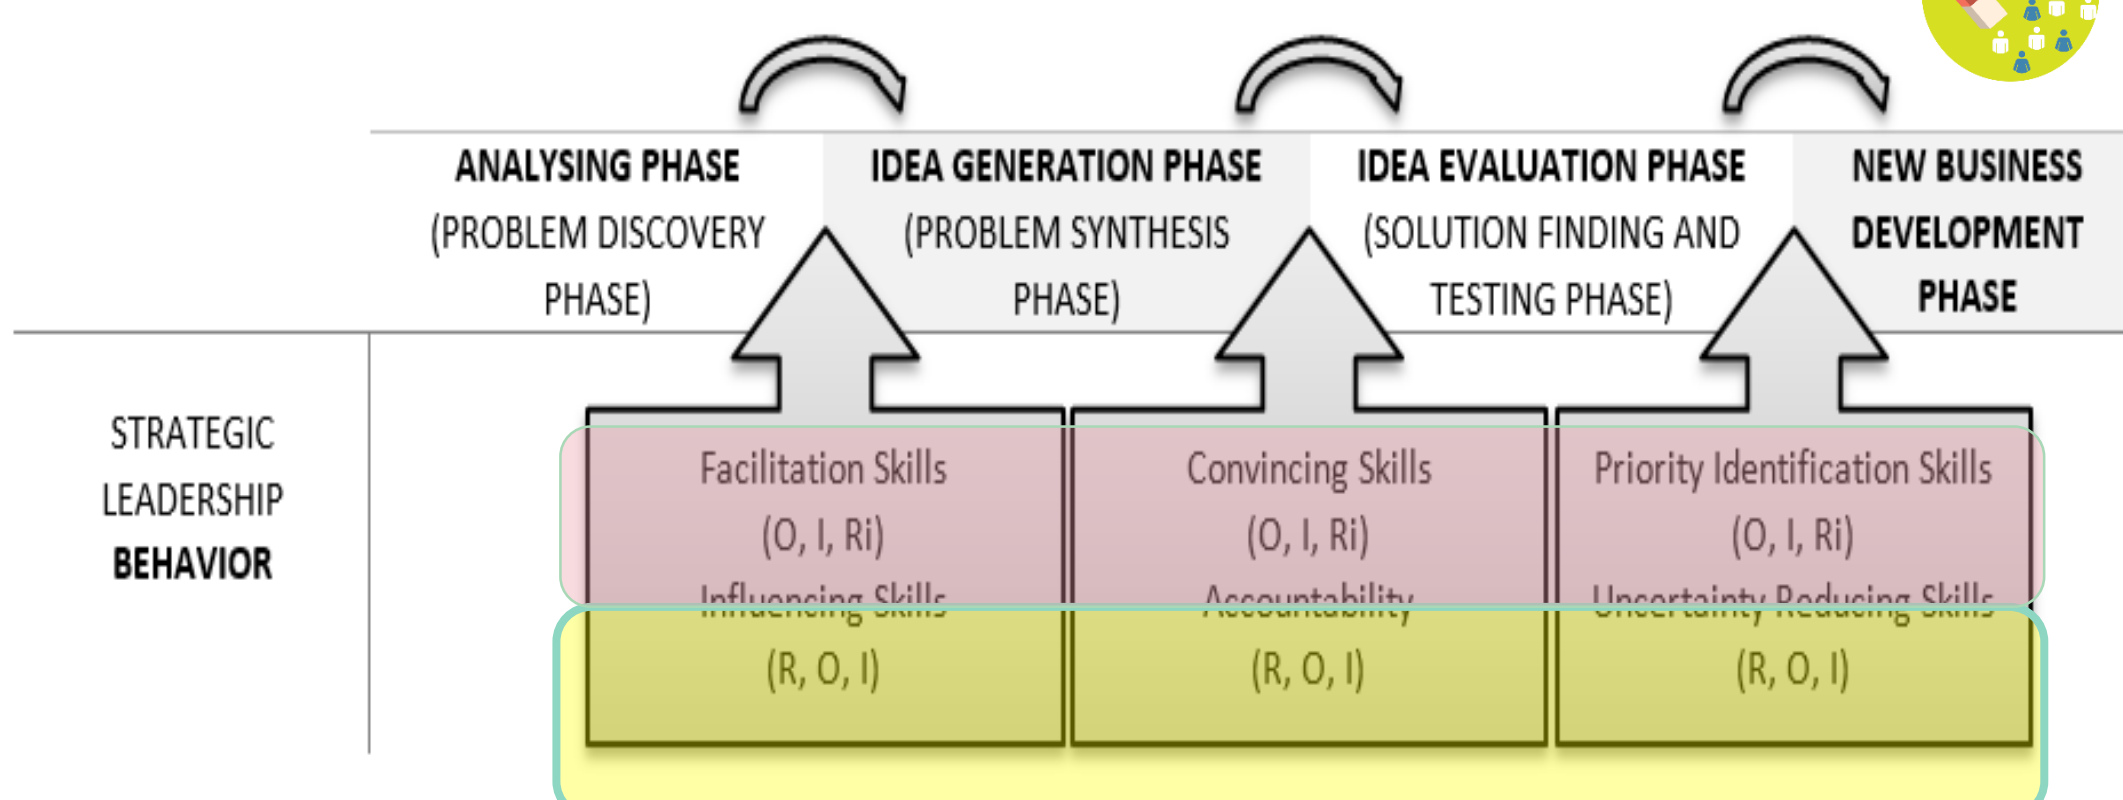 ANALYSING PHASE
(PROBLEM DISCOVERY
PHASE)
IDEA GENERATION PHASE
(PROBLEM SYNTHESIS
PHASE)
IDEA EVALUATION PHASE
(SOLUTION FINDING AND
TESTING PHASE)
NEW BUSINESS
DEVELOPMENT
PHASE
STRATEGIC
LEADERSHIP
BEHAVIOR
Facilitation Skills
(O, I, Ri)
Influencing Skills
(R, O, I)
Convincing Skills
(O, I, Ri)
Accountability
(R, O, I)
Priority Identification Skills
(O, I, Ri)
Uncertainty Reducing Skills
(R, O, I)